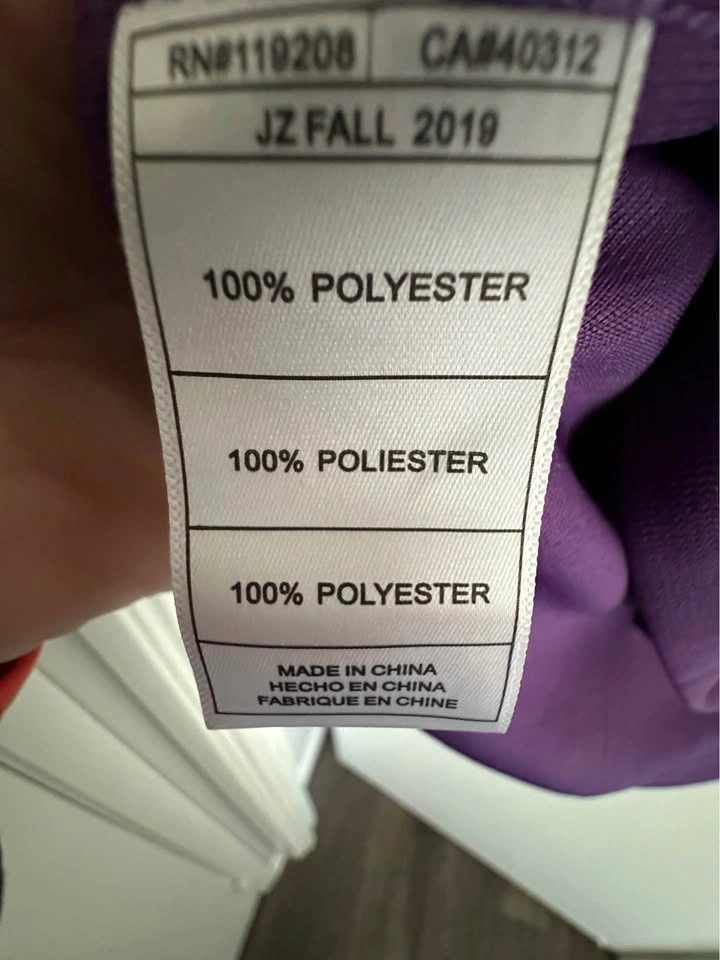 RN#119208 CA#40312
JZ FALL 2019
100% POLYESTER
100% POLIESTER
100% POLYESTER
MADE IN CHINA
HECHO EN CHINA
FABRIQUE EN CHINE